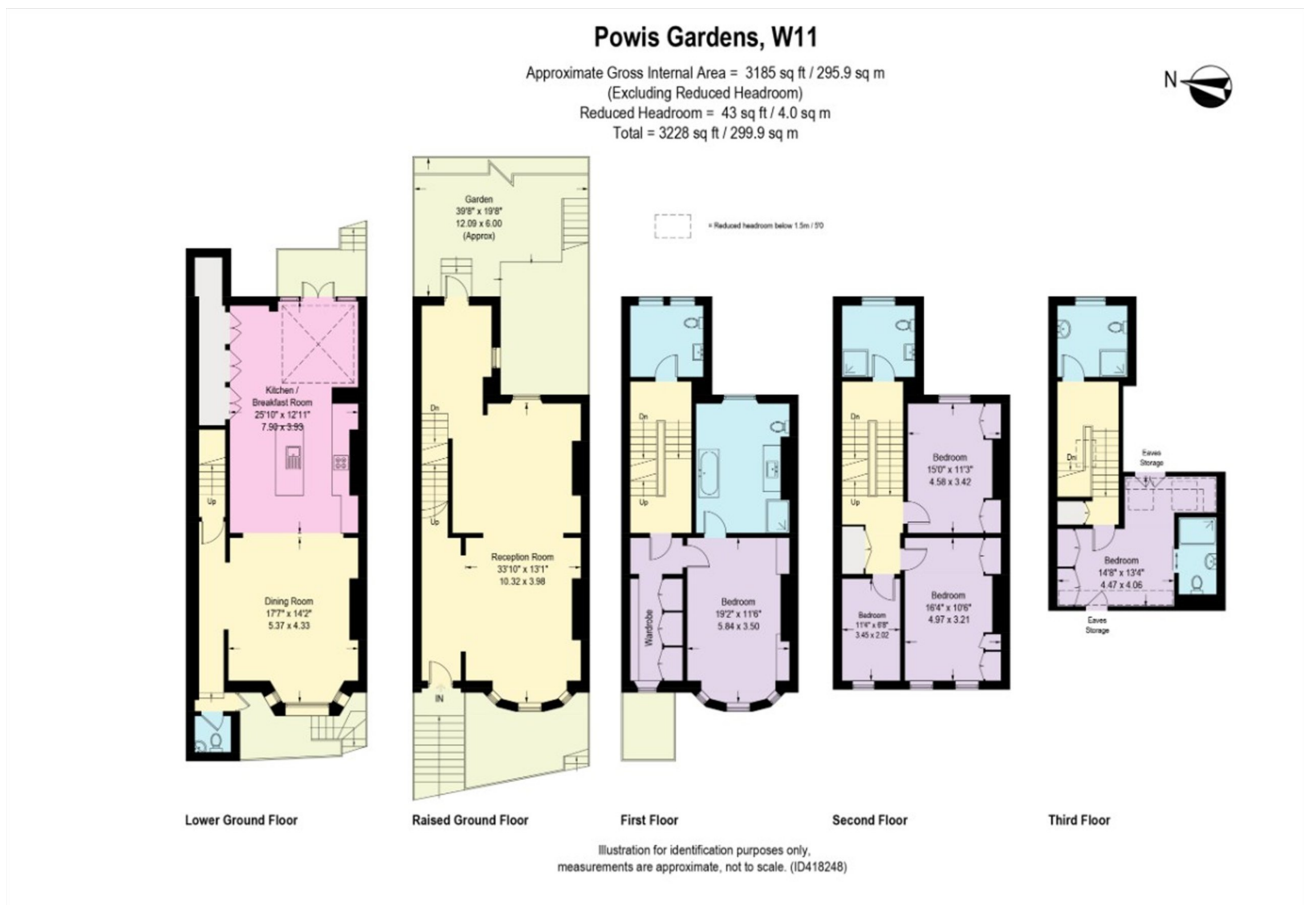 Powis Gardens, W11
Approximate Gross Internal Area = 3185 sq ft / 295.9 sq m
(Excluding Reduced Headroom)
Reduced Headroom = 43 sq ft / 4.0 sq m
Total = 3228 sq ft / 299.9 sq m
N
= Reduced headroom below 1.5m / 5'0
Kitchen /
Breakfast Room
25'10" x 12'11"
7.90 x 3.93
Up
Dining Room
17'7" x 14'2"
5.37 x 4.33
Lower Ground Floor
Garden
39'8" x 19'8"
12.09 x 6.00
(Approx)
Dn
Up
Reception Room
33'10" x 13'1"
10.32 x 3.98
IN
Raised Ground Floor
Dn
Up
Wardrobe
Bedroom
19'2" x 11'6"
5.84 x 3.50
First Floor
Dn
Up
Bedroom
15'0" x 11'3"
4.58 x 3.42
Bedroom
11'4" x 6'8"
3.45 x 2.02
Bedroom
16'4" x 10'6"
4.97 x 3.21
Second Floor
Dn
Eaves
Storage
Bedroom
14'8" x 13'4"
4.47 x 4.06
Eaves
Storage
Third Floor
Illustration for identification purposes only,
measurements are approximate, not to scale. (ID418248)